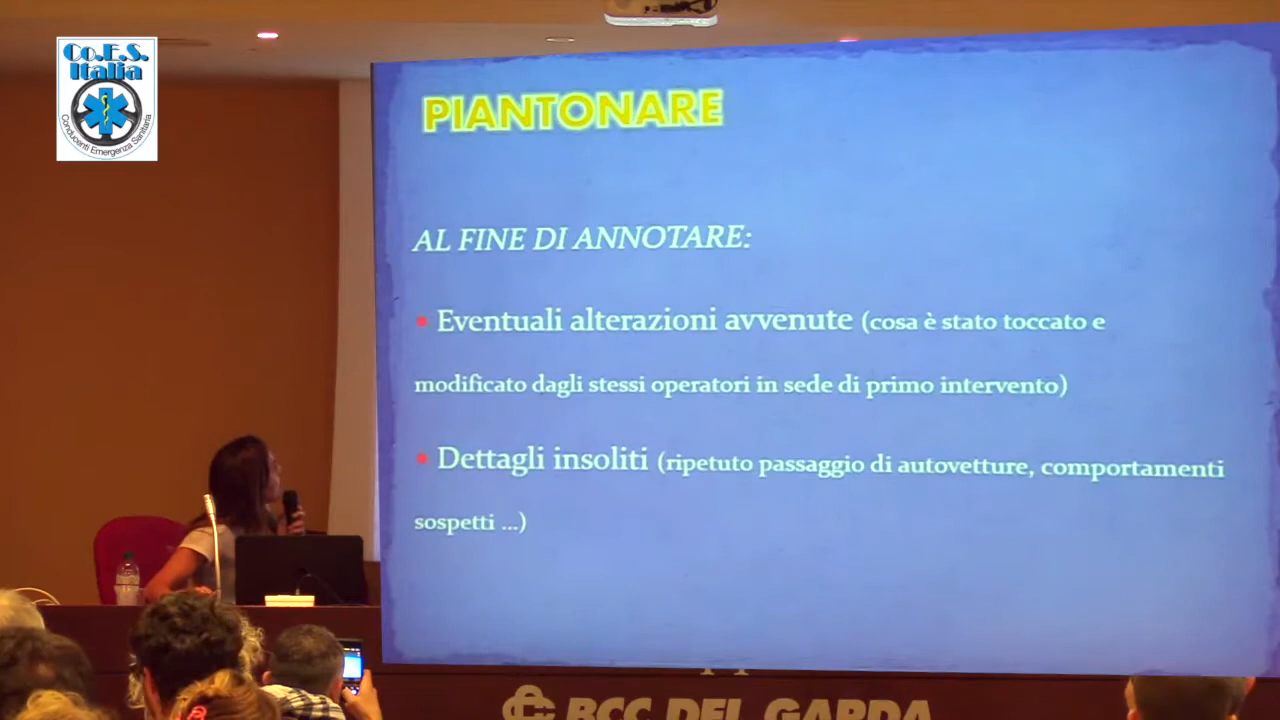 Co.E.S.
Italia
Conducenti Emergenza Sanitaria
PIANTONARE
AL FINE DI ANNOTARE:
• Eventuali alterazioni avvenute (cosa è stato toccato e
modificato dagli stessi operatori in sede di primo intervento)
• Dettagli insoliti (ripetuto passaggio di autovetture, comportamenti
sospetti ...)
BCC DEL GARDA